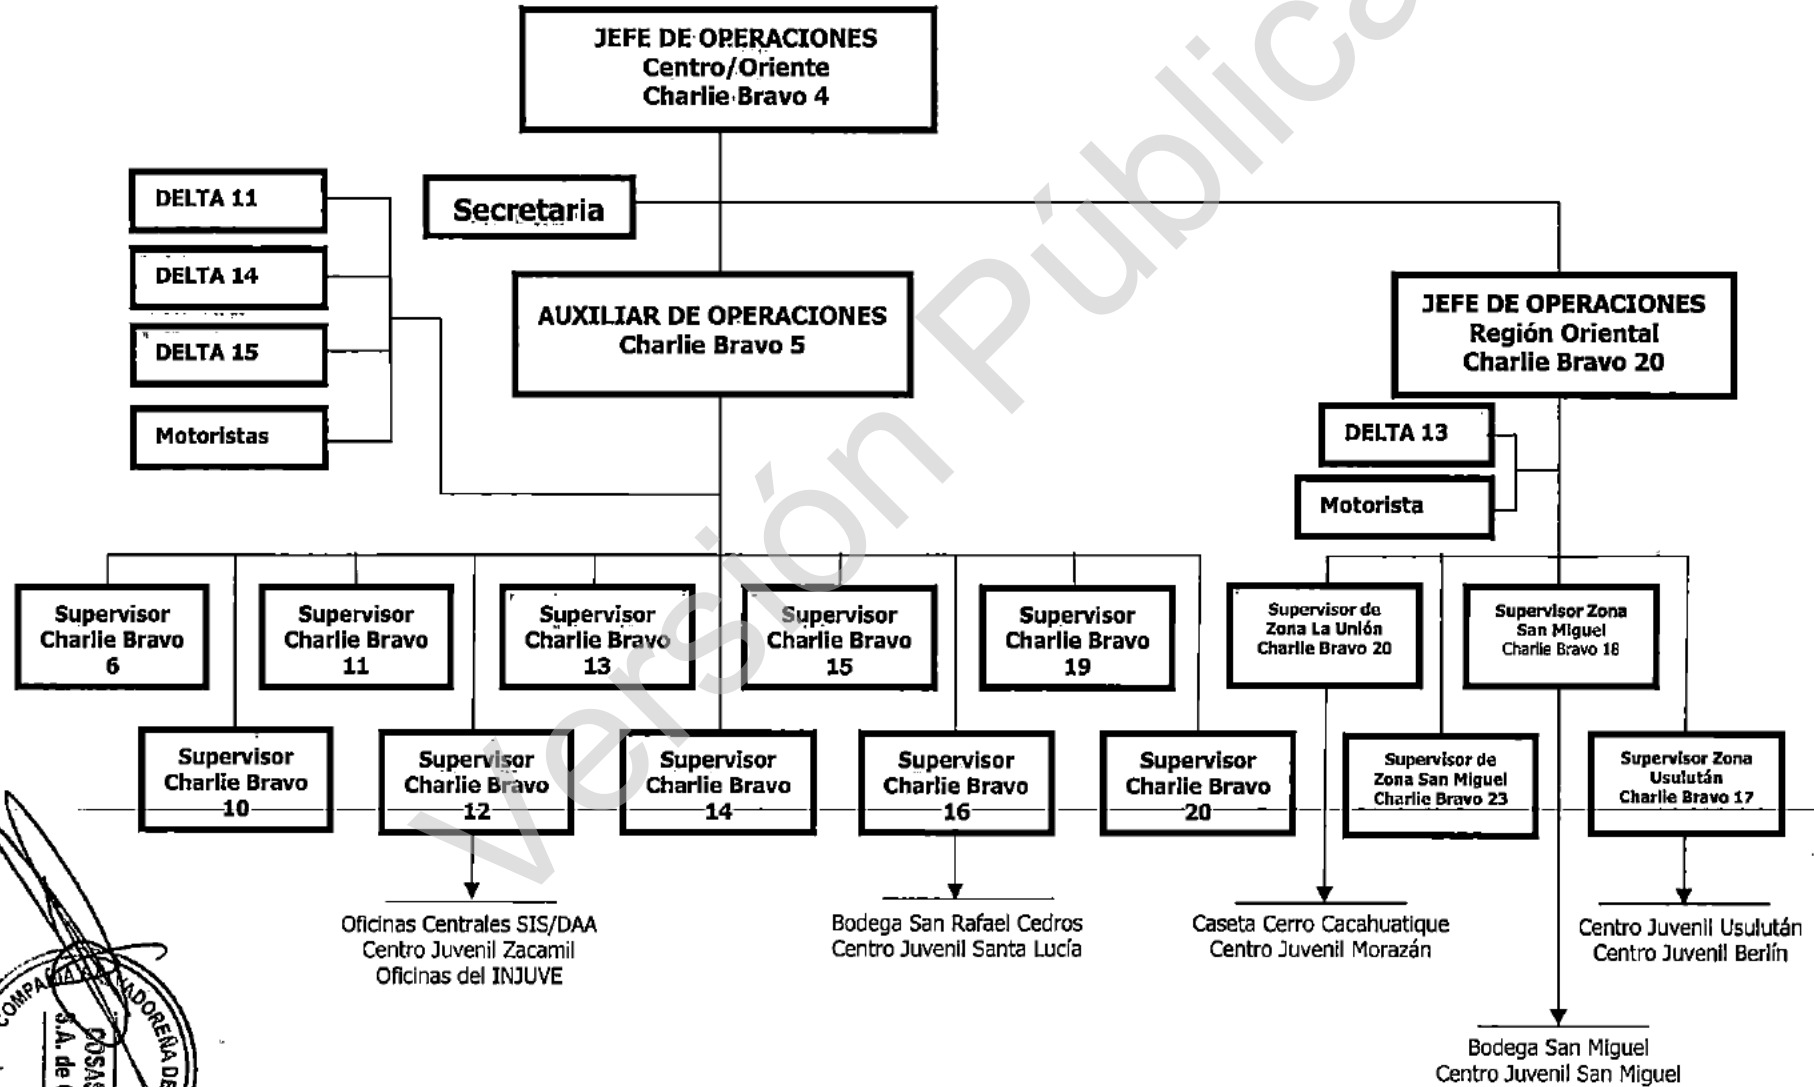 JEFE DE OPERACIONES
Centro/Oriente
Charlie Bravo 4
DELTA 11
Secretaria
DELTA 14
DELTA 15
Motoristas
AUXILIAR DE OPERACIONES
Charlie Bravo 5
JEFE DE OPERACIONES
Región Oriental
Charlie Bravo 20
DELTA 13
Motorista
Supervisor
Charlie Bravo
6
Supervisor
Charlie Bravo
11
Supervisor
Charlie Bravo
13
Supervisor
Charlie Bravo
15
Supervisor
Charlie Bravo
19
Supervisor de
Zona La Unión
Charlie Bravo 20
Supervisor Zona
San Miguel
Charlie Bravo 18
Supervisor
Charlie Bravo
10
Supervisor
Charlie Bravo
12
Supervisor
Charlie Bravo
14
Supervisor
Charlie Bravo
16
Supervisor
Charlie Bravo
20
Supervisor de
Zona San Miguel
Charlie Bravo 23
Supervisor Zona
Usulután
Charlie Bravo 17
Oficinas Centrales SIS/DAA
Centro Juvenil Zacamil
Oficinas del INJUVE
Bodega San Rafael Cedros
Centro Juvenil Santa Lucía
Caseta Cerro Cacahuatique
Centro Juvenil Morazán
Centro Juvenil Usulután
Centro Juvenil Berlín
Bodega San Miguel
Centro Juvenil San Miguel
Versión Pública
S.A. de